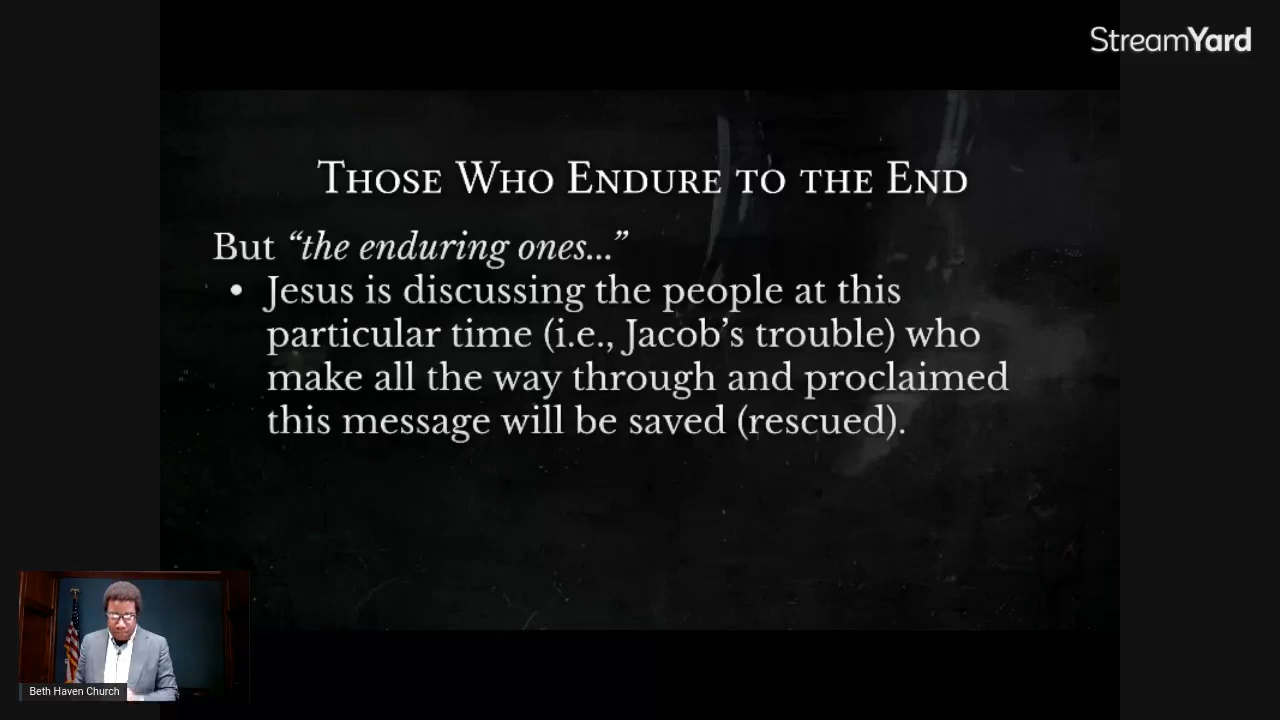 StreamYard
Those Who Endure to the End
But “the enduring ones...”
• Jesus is discussing the people at this
particular time (i.e., Jacob’s trouble) who
make all the way through and proclaimed
this message will be saved (rescued).
Beth Haven Church